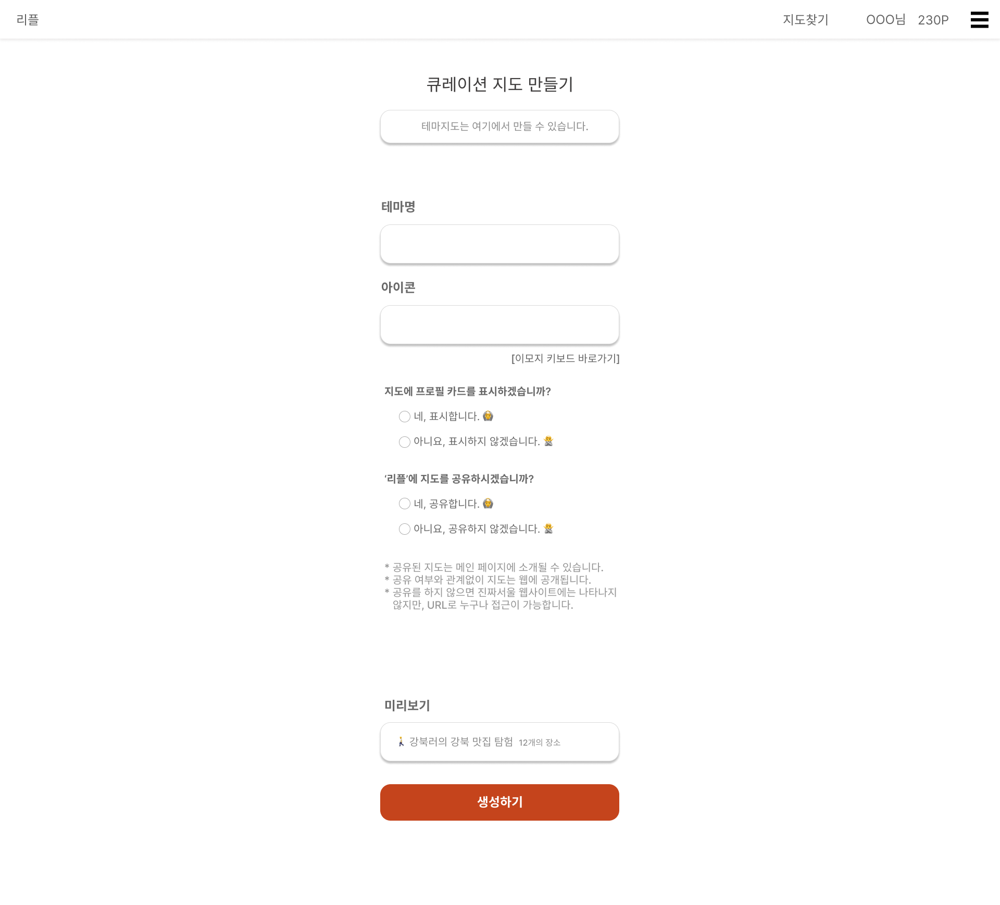 리플
지도찾기 OOO님 230P
큐레이션 지도 만들기
테마지도는 여기에서 만들 수 있습니다.
테마명
아이콘
[이모지 키보드 바로가기]
지도에 프로필 카드를 표시하겠습니까?
네, 표시합니다. 🙆
아니요, 표시하지 않겠습니다. 🙅
‘리플’에 지도를 공유하시겠습니까?
네, 공유합니다. 🙆
아니요, 공유하지 않겠습니다. 🙅
* 공유된 지도는 메인 페이지에 소개될 수 있습니다.
* 공유 여부와 관계없이 지도는 웹에 공개됩니다.
* 공유를 하지 않으면 진짜서울 웹사이트에는 나타나지
않지만, URL로 누구나 접근이 가능합니다.
미리보기
🚶 강북러의 강북 맛집 탐험 12개의 장소
생성하기